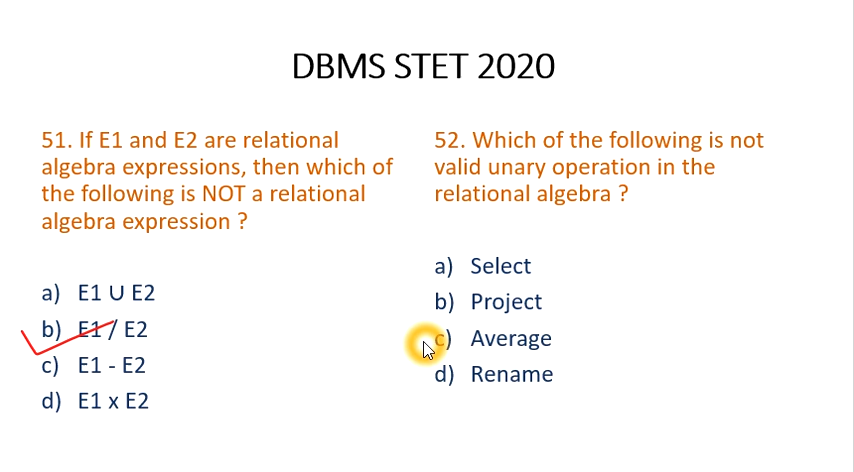 DBMS STET 2020
51. If E1 and E2 are relational
algebra expressions, then which of
the following is NOT a relational
algebra expression ?
a) E1 U E2
b) E1 / E2
c) E1 - E2
d) E1 x E2
52. Which of the following is not
valid unary operation in the
relational algebra ?
a) Select
b) Project
c) Average
d) Rename